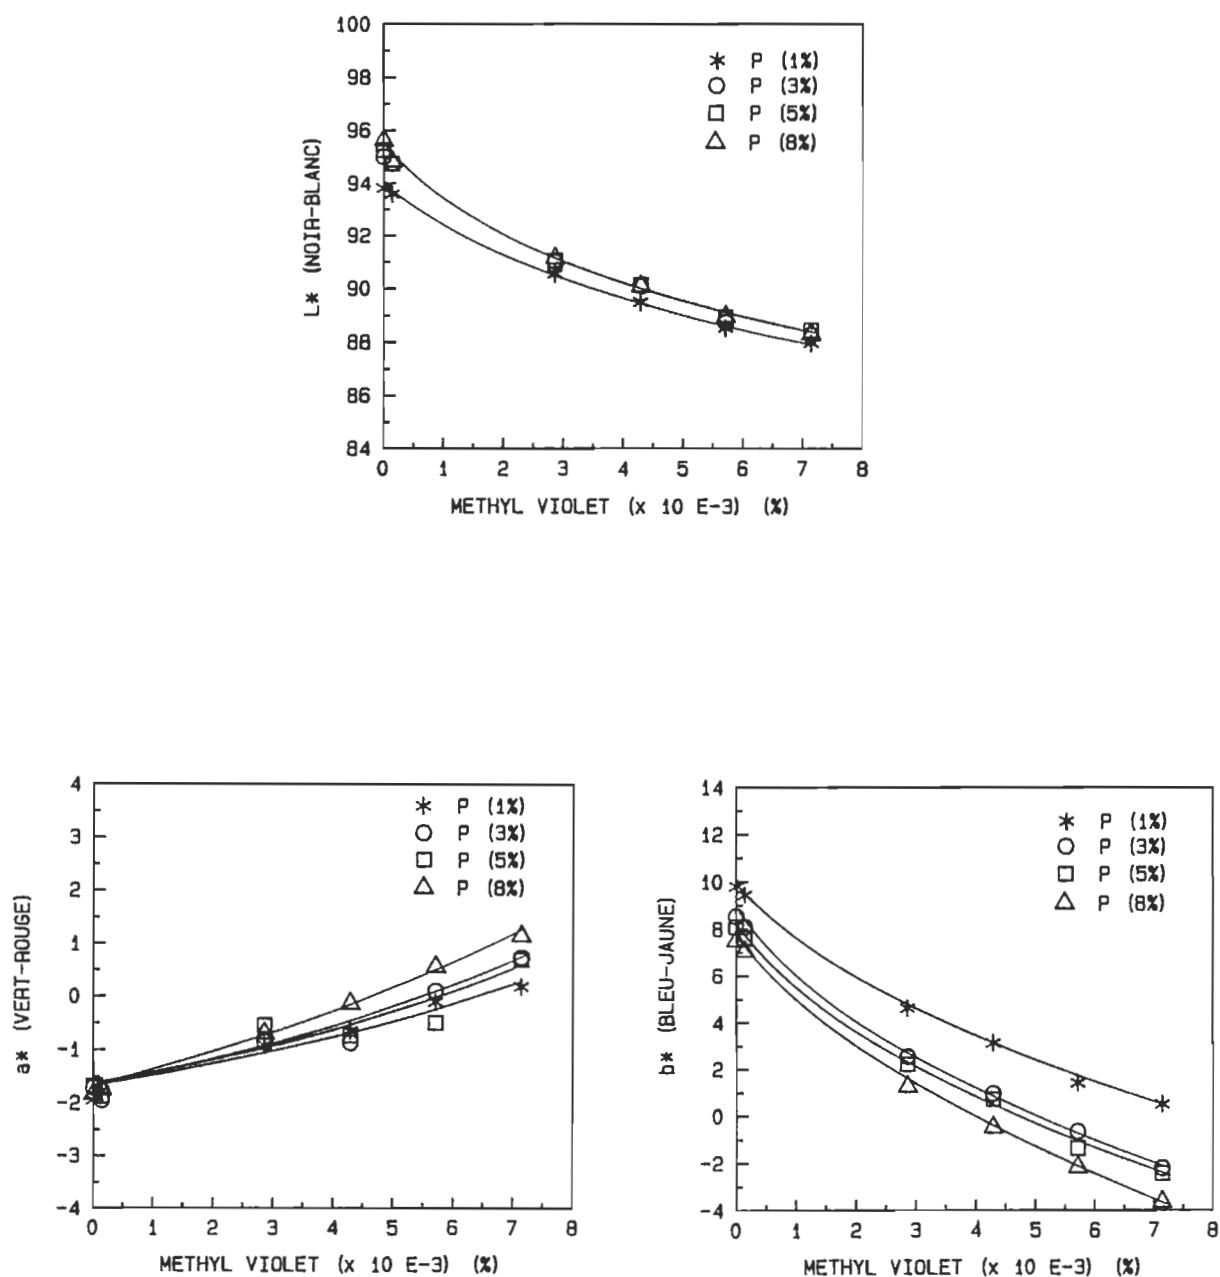 100
98
96
94
92
90
88
86
84
L* (NOIR-BLANC)
P (1%)
P (3%)
P (5%)
P (8%)
0 1 2 3 4 5 6 7 8
METHYL VIOLET (x 10 E-3) (%)
4
3
2
1
0
-1
-2
-3
-4
a* (VERT-ROUGE)
P (1%)
P (3%)
P (5%)
P (8%)
0 1 2 3 4 5 6 7 8
METHYL VIOLET (x 10 E-3) (%)
14
12
10
8
6
4
2
0
-2
-4
b* (BLEU-JAUNE)
P (1%)
P (3%)
P (5%)
P (8%)
0 1 2 3 4 5 6 7 8
METHYL VIOLET (x 10 E-3) (%)